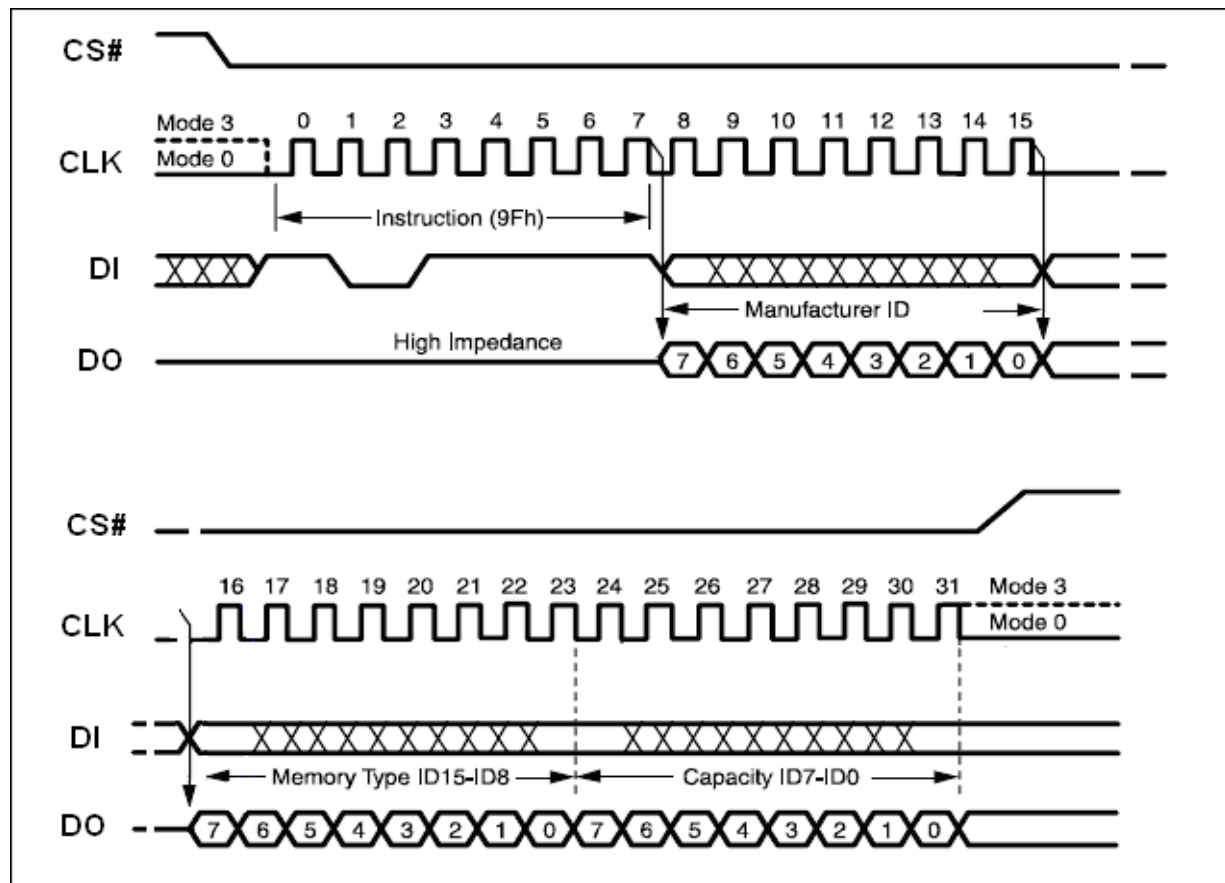 CS#
Mode 3
0 1 2 3 4 5 6 7 8 9 10 11 12 13 14 15
CLK
Mode 0
Instruction (9Fh)
DI
Manufacturer ID
High Impedance
DO
7 6 5 4 3 2 1 0
CS#
16 17 18 19 20 21 22 23 24 25 26 27 28 29 30 31
Mode 3
CLK
Mode 0
DI
Memory Type ID15-ID8
Capacity ID7-ID0
DO
7 6 5 4 3 2 1 0 7 6 5 4 3 2 1 0